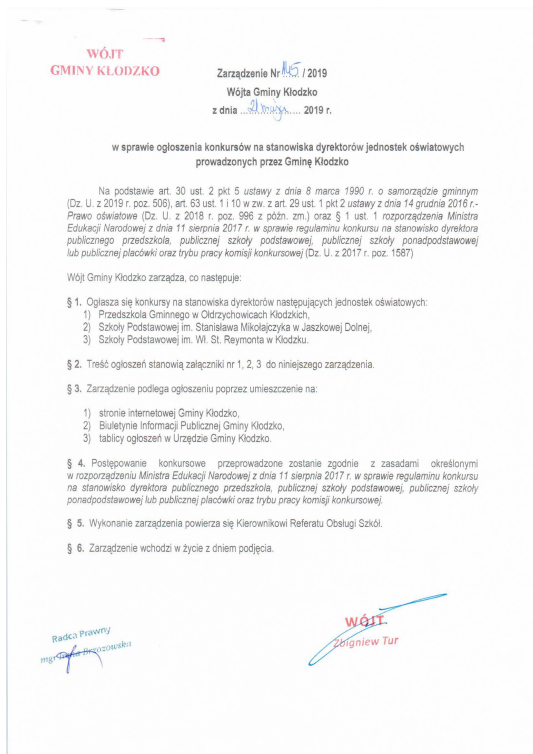 WÓJT
GMINY KŁODZKO
Zarządzenie Nr 145 / 2019
Wójta Gminy Kłodzko
z dnia ...21 maja.... 2019 r.
w sprawie ogłoszenia konkursów na stanowiska dyrektorów jednostek oświatowych
prowadzonych przez Gminę Kłodzko
Na podstawie art. 30 ust. 2 pkt 5 ustawy z dnia 8 marca 1990 r. o samorządzie gminnym
(Dz. U. z 2019 r. poz. 506), art. 63 ust. 1 i 10 w zw. z art. 29 ust. 1 pkt 2 ustawy z dnia 14 grudnia 2016 r.-
Prawo oświatowe (Dz. U. z 2018 r. poz. 996 z późn. zm.) oraz § 1 ust. 1 rozporządzenia Ministra
Edukacji Narodowej z dnia 11 sierpnia 2017 r. w sprawie regulaminu konkursu na stanowisko dyrektora
publicznego przedszkola, publicznej szkoły podstawowej, publicznej szkoły ponadpodstawowej
lub publicznej placówki oraz trybu pracy komisji konkursowej (Dz. U. z 2017 r. poz. 1587)
Wójt Gminy Kłodzko zarządza, co następuje:
§ 1. Ogłasza się konkursy na stanowiska dyrektorów następujących jednostek oświatowych:
1) Przedszkola Gminnego w Ołdrzychowicach Kłodzkich,
2) Szkoły Podstawowej im. Stanisława Mikołajczyka w Jaszkowej Dolnej,
3) Szkoły Podstawowej im. Wł. St. Reymonta w Kłodzku.
§ 2. Treść ogłoszeń stanowią załączniki nr 1, 2, 3 do niniejszego zarządzenia.
§ 3. Zarządzenie podlega ogłoszeniu poprzez umieszczenie na:
1) stronie internetowej Gminy Kłodzko,
2) Biuletynie Informacji Publicznej Gminy Kłodzko,
3) tablicy ogłoszeń w Urzędzie Gminy Kłodzko.
§ 4. Postępowanie konkursowe przeprowadzone zostanie zgodnie z zasadami określonymi
w rozporządzeniu Ministra Edukacji Narodowej z dnia 11 sierpnia 2017 r. w sprawie regulaminu konkursu
na stanowisko dyrektora publicznego przedszkola, publicznej szkoły podstawowej, publicznej szkoły
ponadpodstawowej lub publicznej placówki oraz trybu pracy komisji konkursowej.
§ 5. Wykonanie zarządzenia powierza się Kierownikowi Referatu Obsługi Szkół.
§ 6. Zarządzenie wchodzi w życie z dniem podjęcia.
WÓJT
Zbigniew Tur
Radca Prawny
mgr Brzozowska